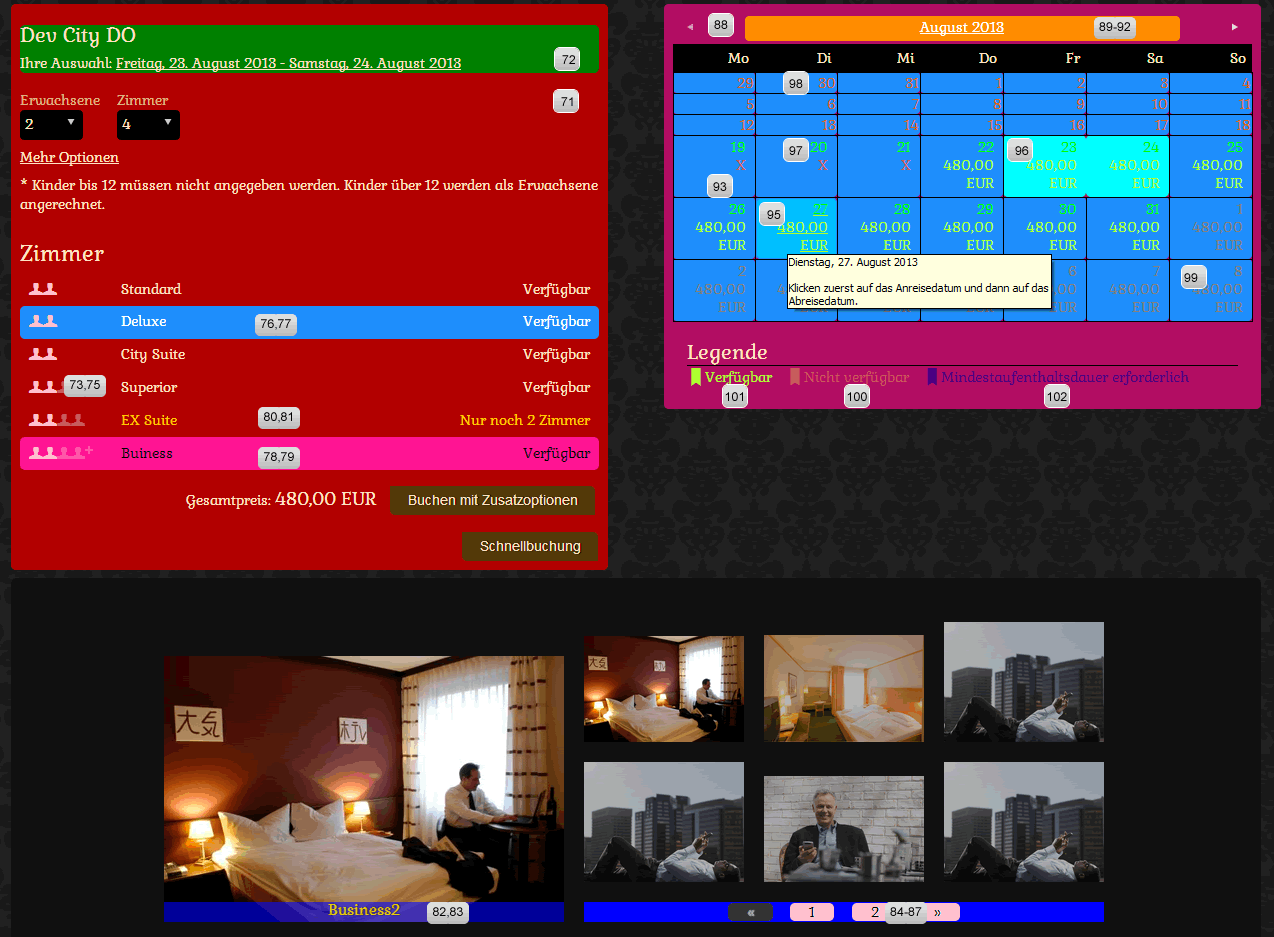 Dev City DO
Ihre Auswahl: Freitag, 23. August 2013 - Samstag, 24. August 2013
72
Erwachsene Zimmer
71
2 4
Mehr Optionen
* Kinder bis 12 müssen nicht angegeben werden. Kinder über 12 werden als Erwachsene
angerechnet.
Zimmer
Standard Verfügbar
Deluxe 76,77 Verfügbar
City Suite Verfügbar
73,75 Superior Verfügbar
EX Suite 80,81 Nur noch 2 Zimmer
Buiness 78,79 Verfügbar
Gesamtpreis: 480,00 EUR Buchen mit Zusatzoptionen
Schnellbuchung
88 August 2013 89-92
Mo Di Mi Do Fr Sa So
29 98 30 31 1 2 3 4
5 6 7 8 9 10 11
12 13 14 15 16 17 18
19 97 20 21 22 96 23 24 25
X X X 480,00 480,00 480,00 480,00
93 EUR EUR EUR EUR
26 95 27 28 29 30 31 1
480,00 480,00 480,00 480,00 480,00 480,00 480,00
EUR EUR EUR EUR EUR EUR EUR
Dienstag, 27. August 2013
Klicken zuerst auf das Anreisedatum und dann auf das
Abreisedatum.
2 6 7 99 8
480,00 480,00 480,00 480,00
EUR EUR EUR EUR
Legende
Verfügbar Nicht verfügbar Mindestaufenthaltsdauer erforderlich
101 100 102
大気
Business2 82,83
« 1 2 84-87 »